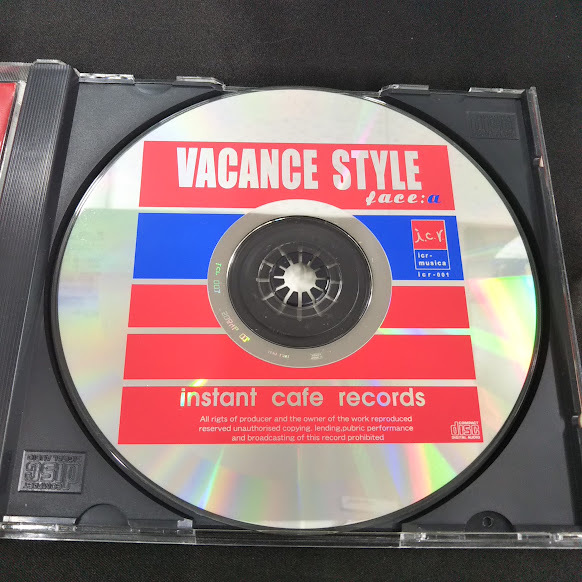 VACANCE STYLE
face:a
i.c.r
icr-
musica
icr-001
instant cafe records
All rigts of producer and the owner of the work reproduced
reserved unauthorised copying, lending,pubric performance
and broadcasting of this record prohibited
COMPACT
disc
DIGITAL AUDIO